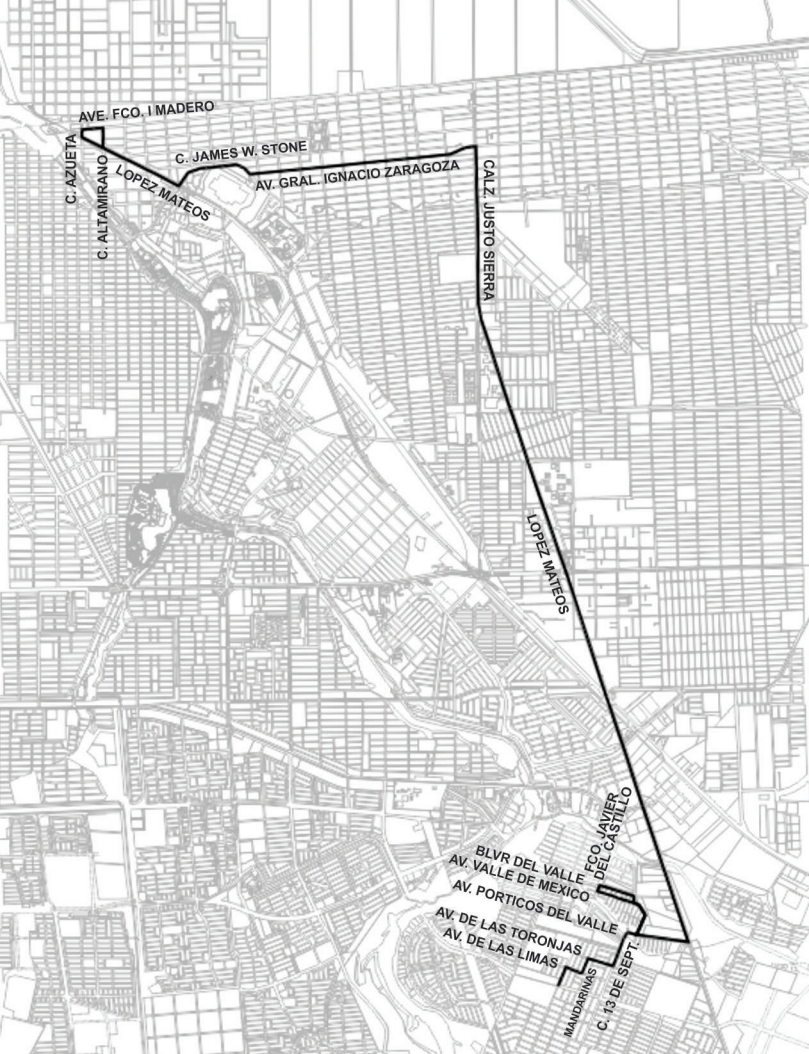 AVE. FCO. I MADERO
C. AZUETA
C. ALTAMIRANO
LOPEZ MATEOS
C. JAMES W. STONE
AV. GRAL. IGNACIO ZARAGOZA
CALZ. JUSTO SIERRA
LOPEZ MATEOS
FCO. JAVIER
DEL CASTILLO
BLVR DEL VALLE
AV. VALLE DE MEXICO
AV. PORTICOS DEL VALLE
AV. DE LAS TORONJAS
AV. DE LAS LIMAS
MANDARINAS
C. 13 DE SEPT.